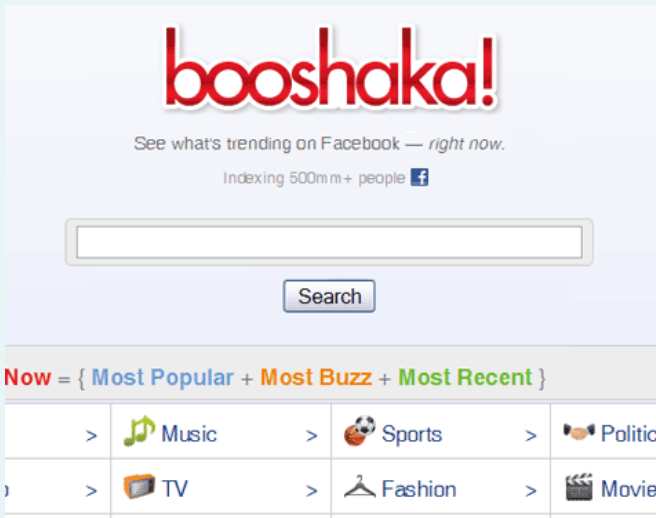 booshaka!
See what's trending on Facebook — right now.
Indexing 500mm+ people
Search
Now = { Most Popular + Most Buzz + Most Recent }
> Music > Sports >
> TV > Fashion > Movie